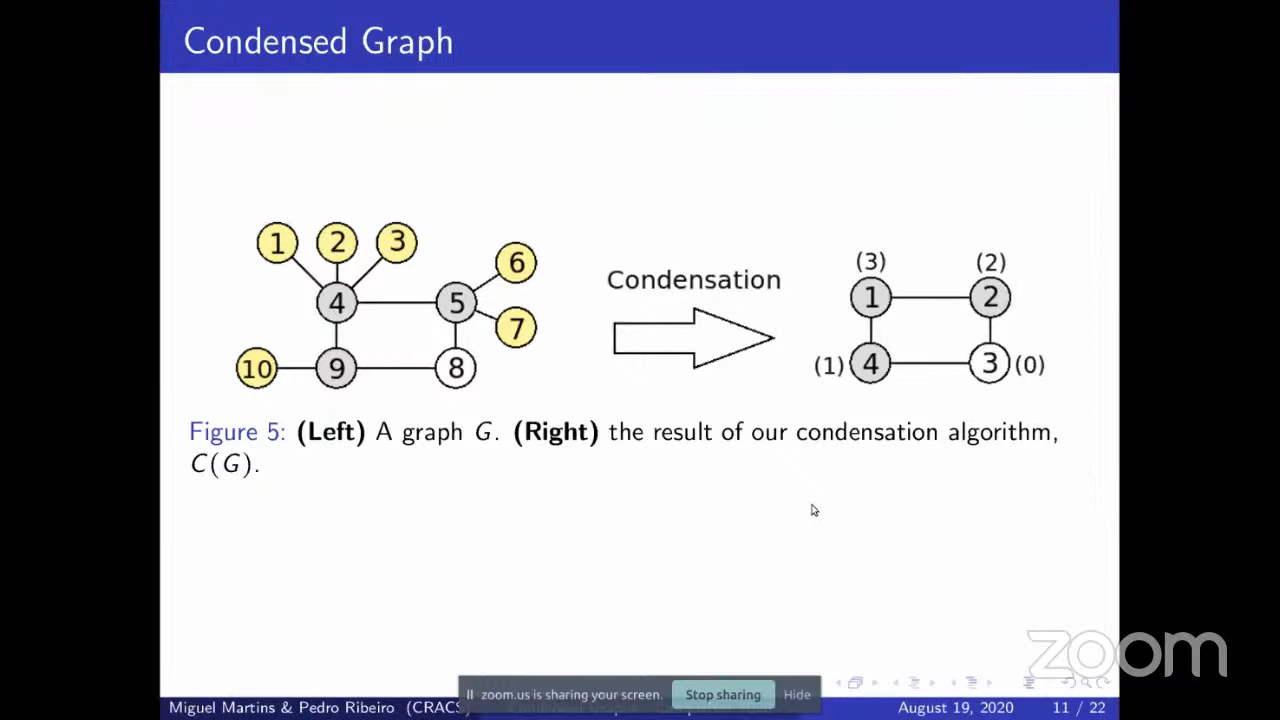 Condensed Graph
1 2 3
6
4 5
7
10 9 8
Condensation
(3) (2)
1 2
(1) 4 3 (0)
Figure 5: (Left) A graph G. (Right) the result of our condensation algorithm,
C(G).
zoom
zoom.us is sharing your screen. Stop sharing Hide
Miguel Martins & Pedro Ribeiro (CRACS) August 19, 2020 11 / 22